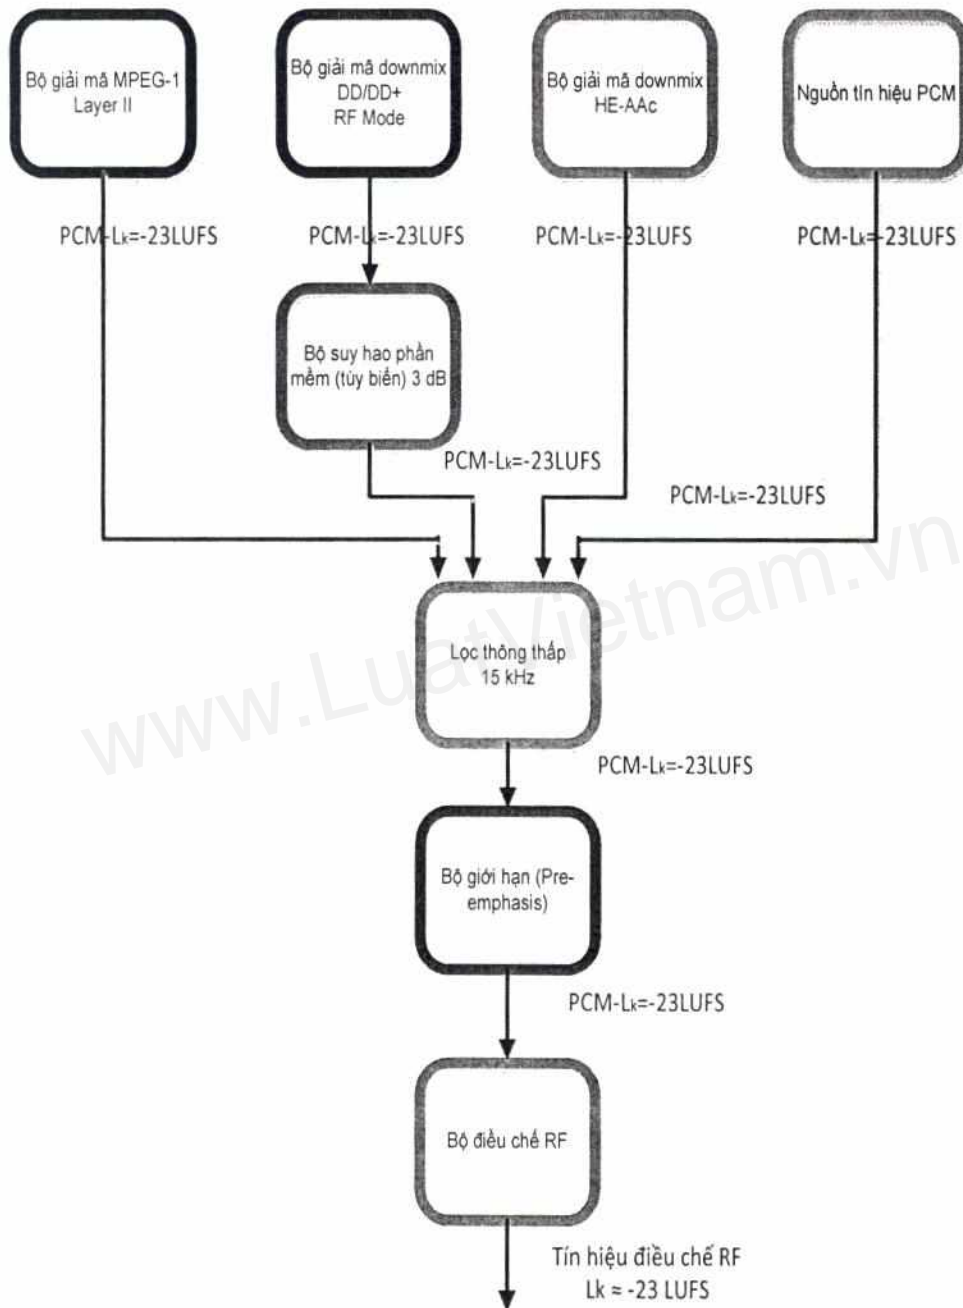 Bộ giải mã MPEG-1
Layer II
Bộ giải mã downmix
DD/DD+
RF Mode
Bộ giải mã downmix
HE-AAc
Nguồn tín hiệu PCM
PCM-Lk=-23LUFS
PCM-Lk=-23LUFS
PCM-Lk=-23LUFS
PCM-Lk=-23LUFS
Bộ suy hao phần
mềm (tùy biến) 3 dB
PCM-Lk=-23LUFS
PCM-Lk=-23LUFS
Lọc thông thấp
15 kHz
www.LuatVietnam.vn
PCM-Lk=-23LUFS
Bộ giới hạn (Pre-
emphasis)
PCM-Lk=-23LUFS
Bộ điều chế RF
Tín hiệu điều chế RF
Lk = -23 LUFS